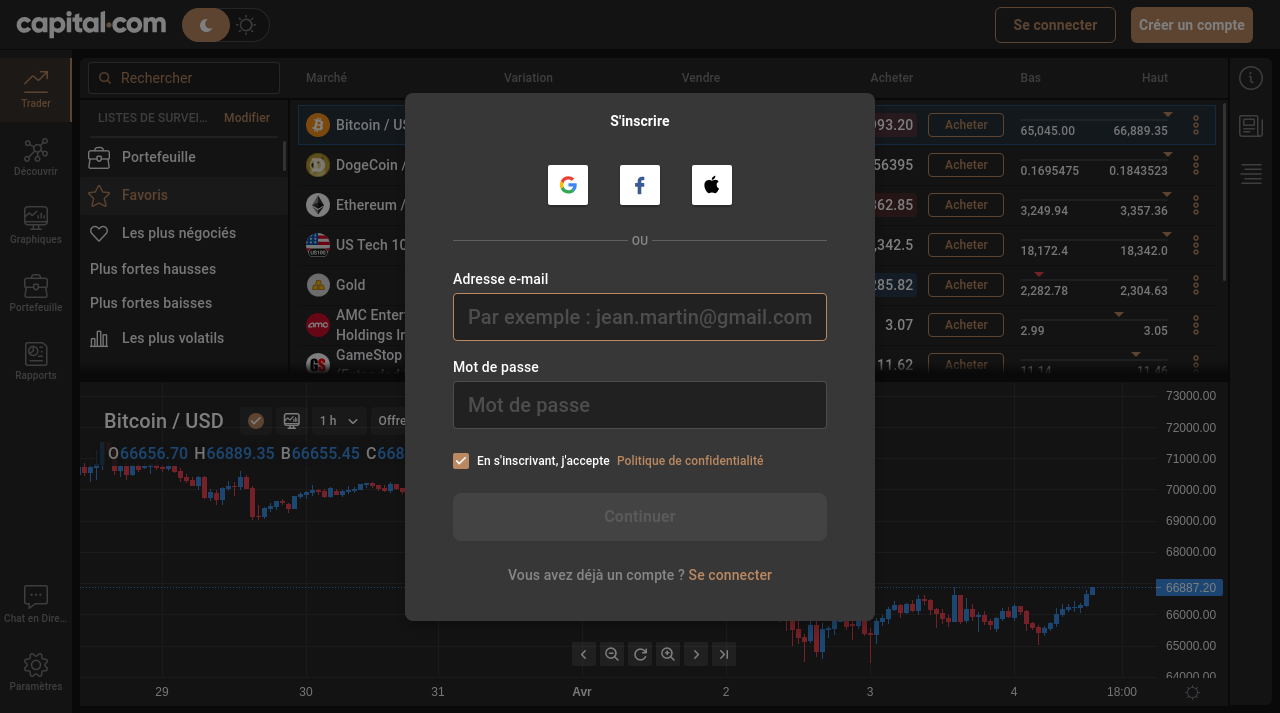 capital.com
Se connecter
Créer un compte
Trader
Découvrir
Graphiques
Portefeuille
Rapports
Chat en Dire...
Paramètres
Rechercher
LISTES DE SURVEI...
Modifier
Portefeuille
Favoris
Les plus négociés
Plus fortes hausses
Plus fortes baisses
Les plus volatils
Marché Variation Vendre Acheter Bas Haut
Bitcoin / US
93.20 Acheter 65,045.00 66,889.35
DogeCoin /
56395 Acheter 0.1695475 0.1843523
Ethereum /
362.85 Acheter 3,249.94 3,357.36
US Tech 10
,342.5 Acheter 18,172.4 18,342.0
Gold
285.82 Acheter 2,282.78 2,304.63
AMC Enter
Holdings In
3.07 Acheter 2.99 3.05
GameStop
11.62 Acheter 11.14 11.46
S'inscrire
OU
Adresse e-mail
Par exemple : jean.martin@gmail.com
Mot de passe
Mot de passe
En s'inscrivant, j'accepte Politique de confidentialité
Continuer
Vous avez déjà un compte ? Se connecter
Bitcoin / USD
1 h
Offre
O66656.70 H66889.35 B66655.45 C668
73000.00
72000.00
71000.00
70000.00
69000.00
68000.00
66887.20
66000.00
65000.00
64000.00
29 30 31 Avr 2 3 4 18:00